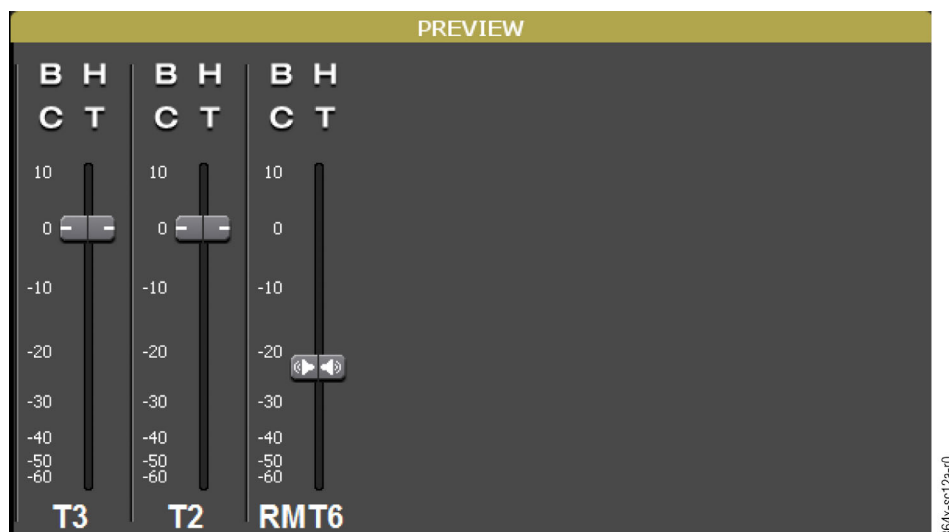 PREVIEW
B H B H B H
C T C T C T
10 10 10
0 0 0
-10 -10 -10
-20 -20 -20
-30 -30 -30
-40 -40 -40
-50 -50 -50
-60 -60 -60
T3 T2 RMT6